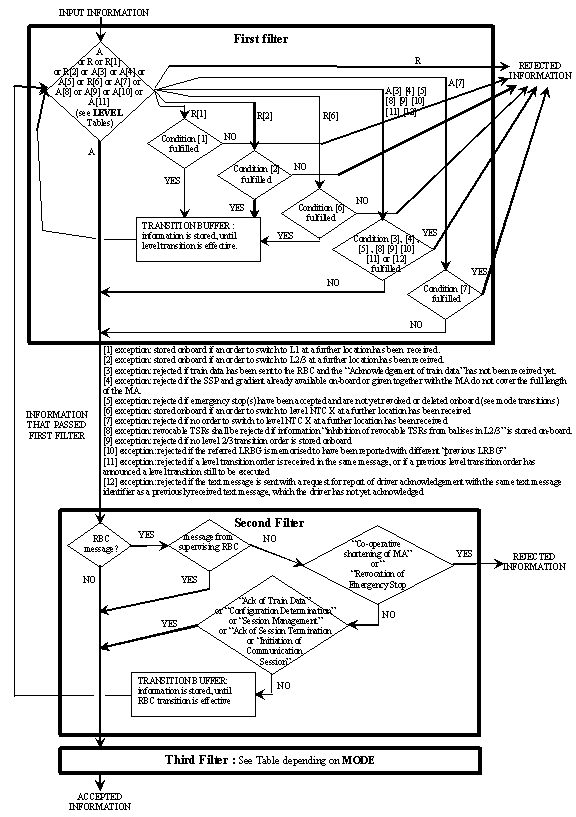 INPUT INFORMATION
First filter
A
or R or R[1]
or R[2] or A[3] or A[4] or
A[5] or R[6] or A[7] or
A[8] or A[9] or A[10] or
A[11]
(see LEVEL
Tables)
R
REJECTED
INFORMATION
A[7]
A[3] [4] [5]
[8] [9] [10]
[11] [12]
R[1]
R[2]
R[6]
A
Condition [1]
fulfilled
NO
YES
Condition [2]
fulfilled
NO
YES
Condition [6]
fulfilled
NO
YES
TRANSITION BUFFER :
information is stored, until
level transition is effective.
Condition [3], [4],
[5], [8] [9] [10]
[11] or [12]
fulfilled
YES
NO
Condition [7]
fulfilled
YES
NO
[1] exception: stored onboard if an order to switch to L1 at a further location has been received.
[2] exception: stored onboard if an order to switch to L2/3 at a further location has been received.
[3] exception: rejected if train data has been sent to the RBC and the "Acknowledgement of train data" has not been received yet.
[4] exception: rejected if the SSP and gradient already available on-board or given together with the MA do not cover the full length
of the MA.
[5] exception: rejected if emergency stop(s) have been accepted and are not yet revoked or deleted onboard (see mode transitions)
[6] exception: stored onboard if an order to switch to level NTC X at a further location has been received
[7] exception: rejected if no order to switch to level NTC X at a further location has been received
[8] exception: revocable TSRs shall be rejected if information "inhibition of revocable TSRs from balises in L2/3" is stored on-board.
[9] exception: rejected if no level 2/3 transition order is stored onboard
[10] exception: rejected if the referred LRBG is memorised to have been reported with different "previous LRBG"
[11] exception: rejected if a level transition order is received in the same message, or if a previous level transition order has
announced a level transition still to be executed
[12] exception: rejected if the text message is sent with a request for report of driver acknowledgement with the same text message
identifier as a previously received text message, which the driver has not yet acknowledged
INFORMATION
THAT PASSED
FIRST FILTER
Second Filter
RBC
message?
YES
NO
message from
supervising RBC
NO
YES
"Co-operative
shortening of MA"
or "
"Revocation of
Emergency Stop
YES
REJECTED
INFORMATION
NO
"Ack of Train Data"
or "Configuration Determination"
or "Session Management"
or "Ack of Session Termination
or "Initiation of
Communication
Session"
YES
NO
TRANSITION BUFFER:
information is stored, until
RBC transition is effective
Third Filter : See Table depending on MODE
ACCEPTED
INFORMATION